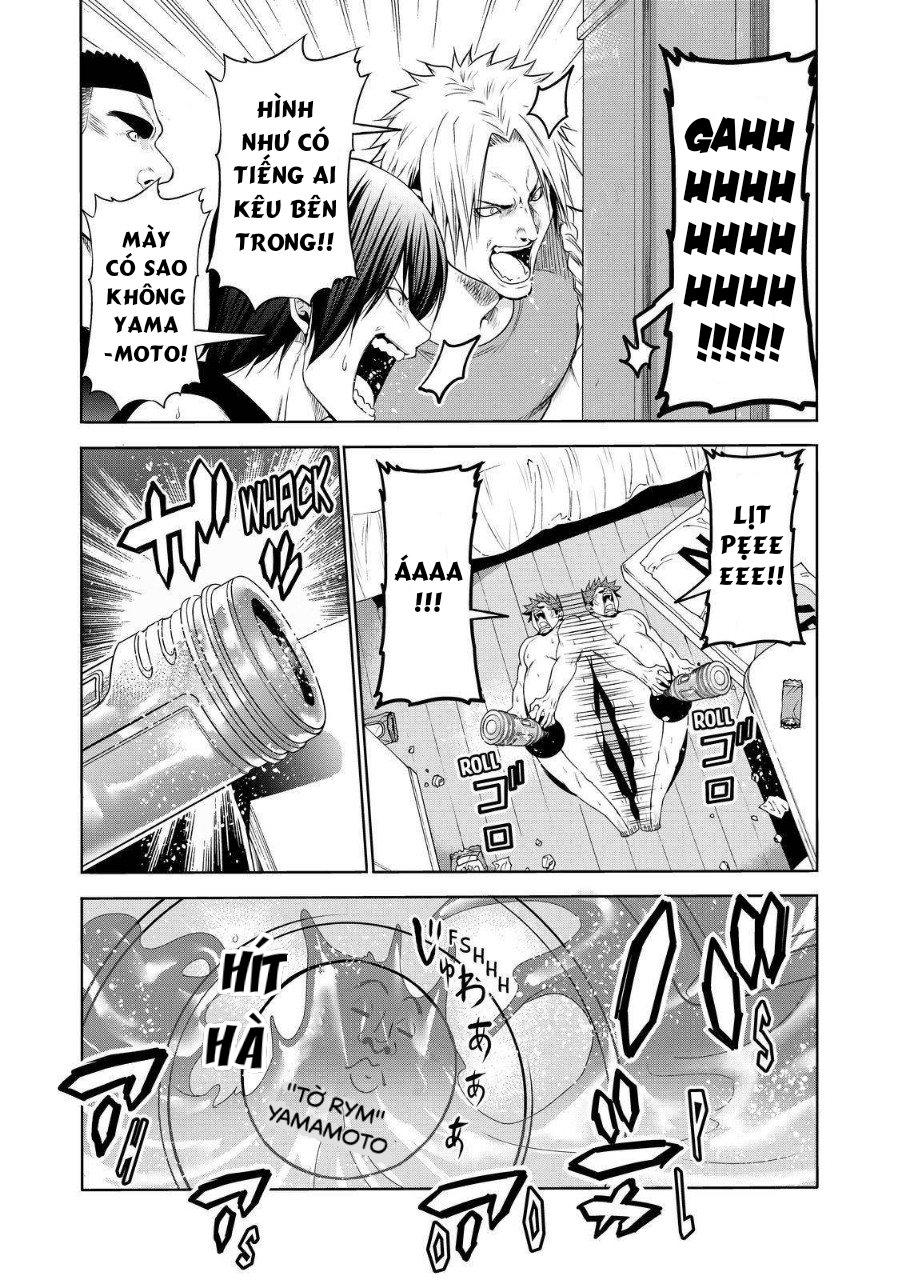 GAHH
HHHH
HHHH
HHHH
!!!!!!
HÌNH
NHƯ CÓ
TIẾNG AI
KÊU BÊN
TRONG!!
MÀY
CÓ SAO
KHÔNG
YAMA
-MOTO!
LỊT
PẸEE
EEE!!
ÁAAA
!!!
ROLL
ゴロ
ROLL
ゴロ
WHACK
HÍT
HÀ
FSHHH
じゅわあああ
"TỜ RYM"
YAMAMOTO